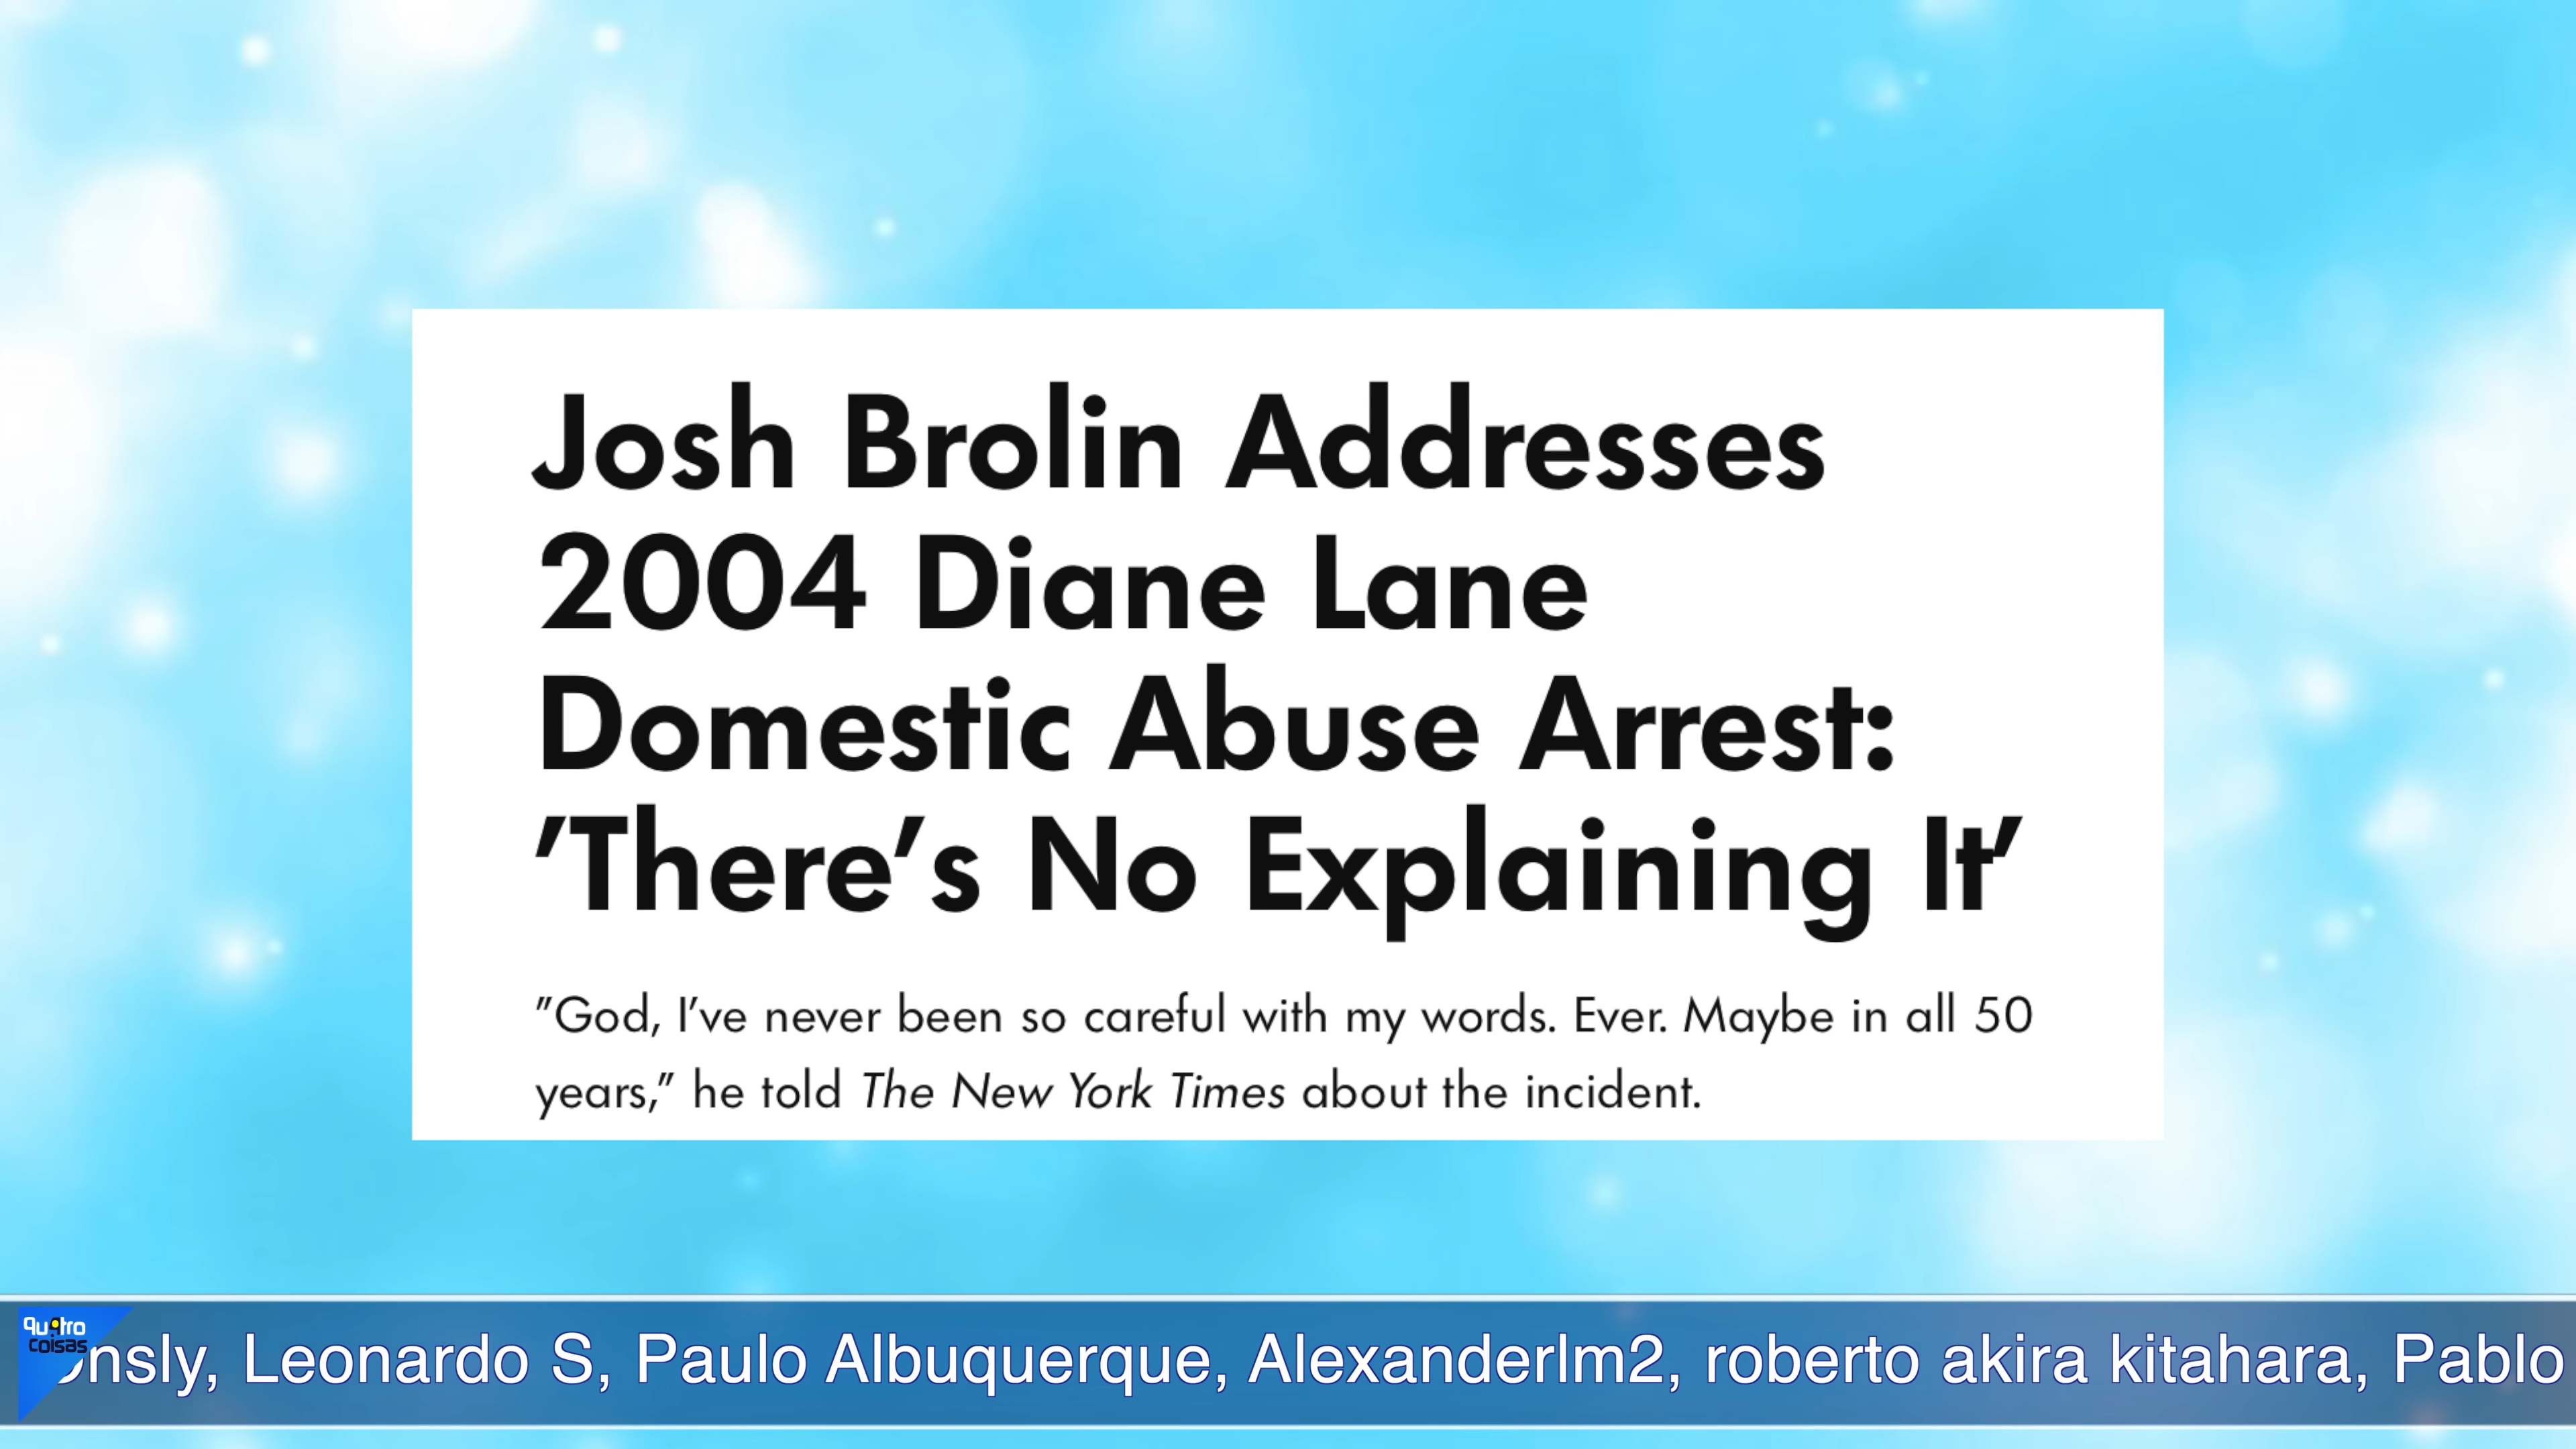 Josh Brolin Addresses
2004 Diane Lane
Domestic Abuse Arrest:
’There’s No Explaining It’
”God, I’ve never been so careful with my words. Ever. Maybe in all 50
years,” he told The New York Times about the incident.
quatro
coisas
nsly, Leonardo S, Paulo Albuquerque, Alexanderlm2, roberto akira kitahara, Pablo